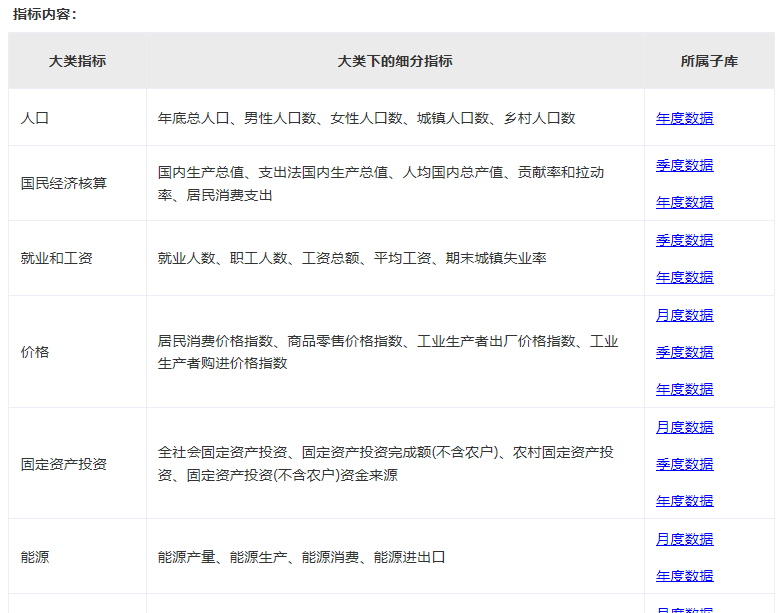 指标内容：
大类指标 大类下的细分指标 所属子库
人口 年底总人口、男性人口数、女性人口数、城镇人口数、乡村人口数 年度数据
国民经济核算
国内生产总值、支出法国内生产总值、人均国内总产值、贡献率和拉动
率、居民消费支出
季度数据
年度数据
就业和工资
就业人数、职工人数、工资总额、平均工资、期末城镇失业率
季度数据
年度数据
价格
居民消费价格指数、商品零售价格指数、工业生产者出厂价格指数、工业
生产者购进价格指数
月度数据
季度数据
年度数据
固定资产投资
全社会固定资产投资、固定资产投资完成额(不含农户)、农村固定资产投
资、固定资产投资(不含农户)资金来源
月度数据
季度数据
年度数据
能源
能源产量、能源生产、能源消费、能源进出口
月度数据
年度数据
月度数据